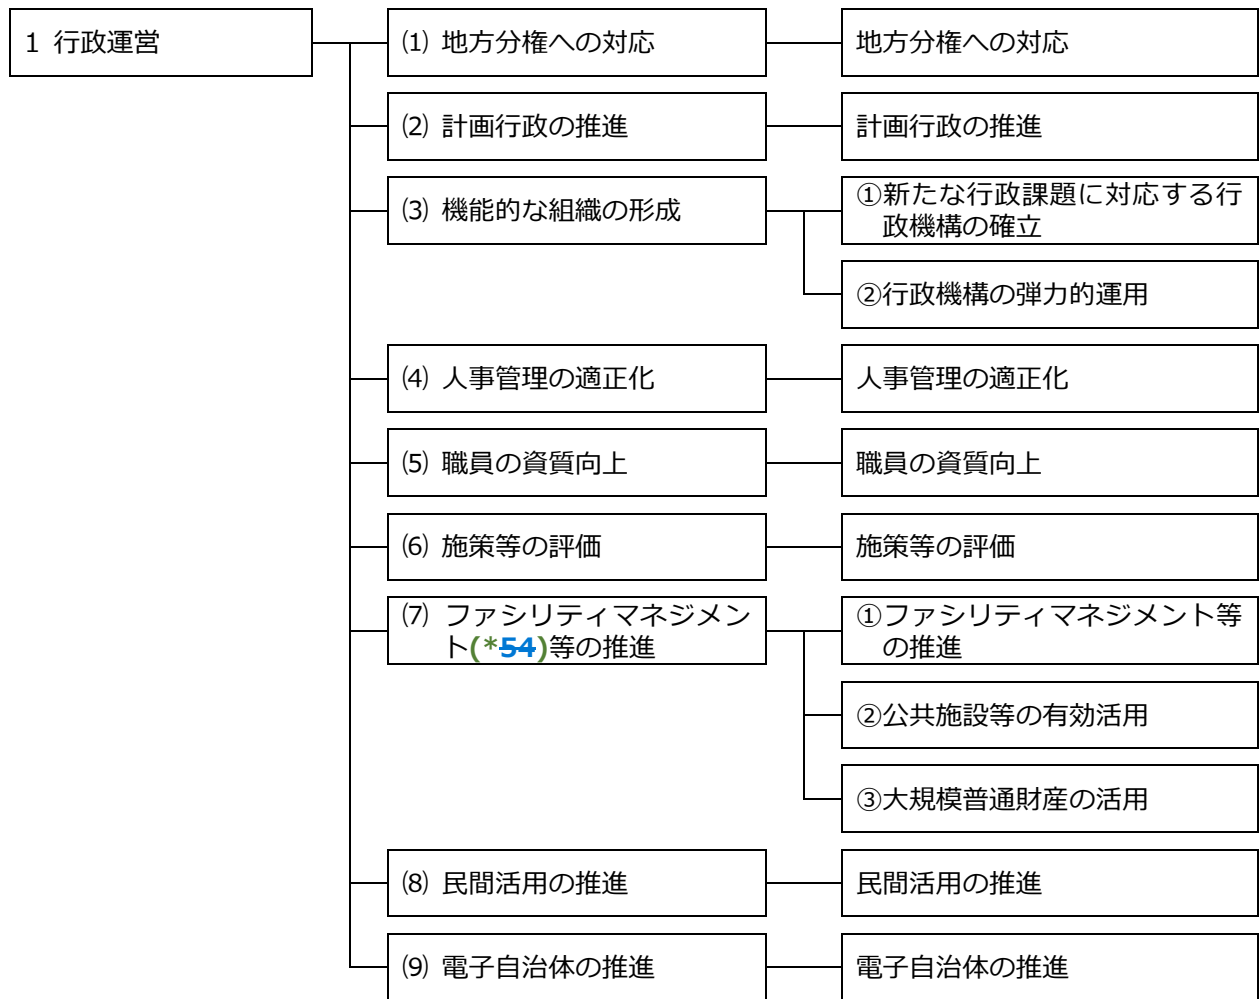 1 行政運営
⑴ 地方分権への対応
地方分権への対応
⑵ 計画行政の推進
計画行政の推進
⑶ 機能的な組織の形成
①新たな行政課題に対応する行
政機構の確立
②行政機構の弾力的運用
⑷ 人事管理の適正化
人事管理の適正化
⑸ 職員の資質向上
職員の資質向上
⑹ 施策等の評価
施策等の評価
⑺ ファシリティマネジメン
ト(*54)等の推進
①ファシリティマネジメント等
の推進
②公共施設等の有効活用
③大規模普通財産の活用
⑻ 民間活用の推進
民間活用の推進
⑼ 電子自治体の推進
電子自治体の推進